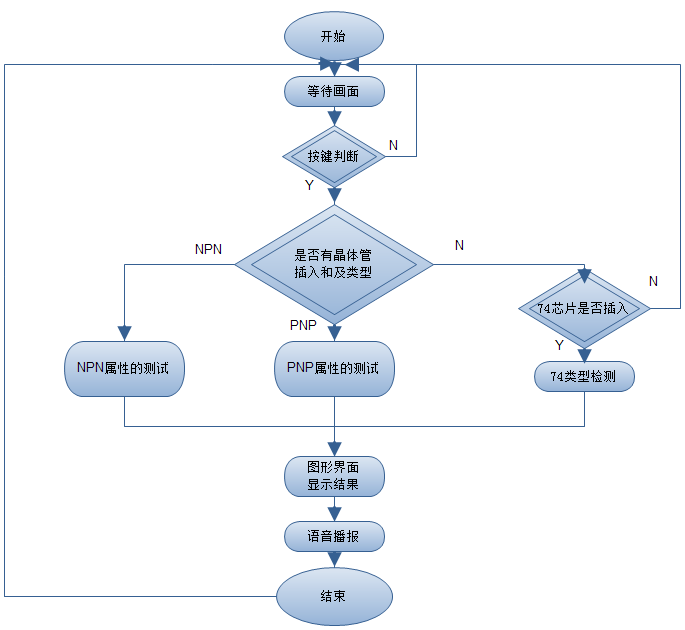 开始
等待画面
按键判断
N
Y
是否有晶体管
插入和及类型
NPN
N
PNP
74芯片是否插入
N
Y
NPN属性的测试
PNP属性的测试
74类型检测
图形界面
显示结果
语音播报
结束